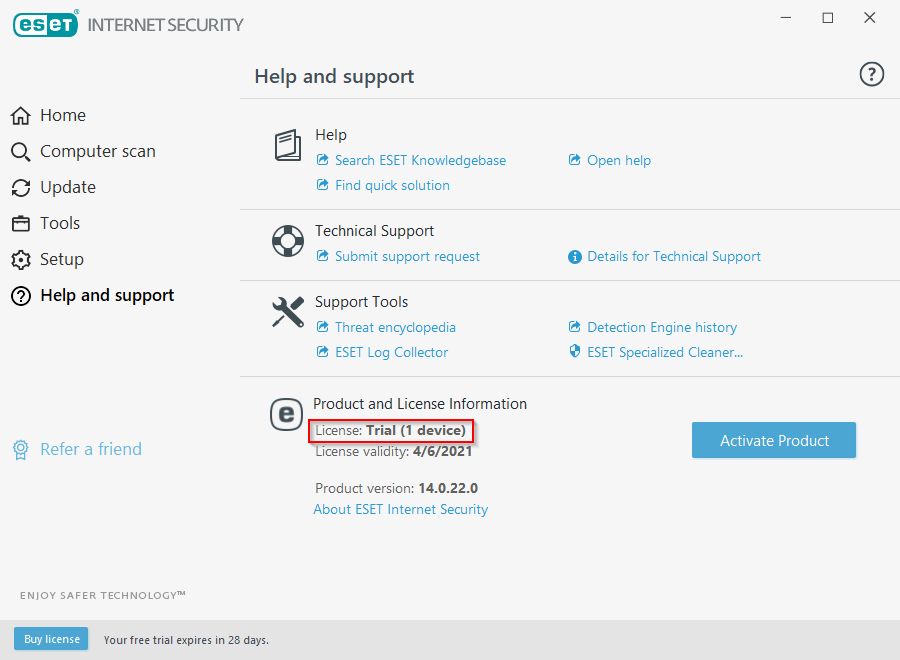 eseT® INTERNET SECURITY
Help and support
?
Home
Computer scan
Update
Tools
Setup
Help and support
Refer a friend
Help
Search ESET Knowledgebase
Open help
Find quick solution
Technical Support
Submit support request
Details for Technical Support
Support Tools
Threat encyclopedia
Detection Engine history
ESET Log Collector
ESET Specialized Cleaner...
e
Product and License Information
License: Trial (1 device)
License validity: 4/6/2021
Activate Product
Product version: 14.0.22.0
About ESET Internet Security
ENJOY SAFER TECHNOLOGY™
Buy license
Your free trial expires in 28 days.